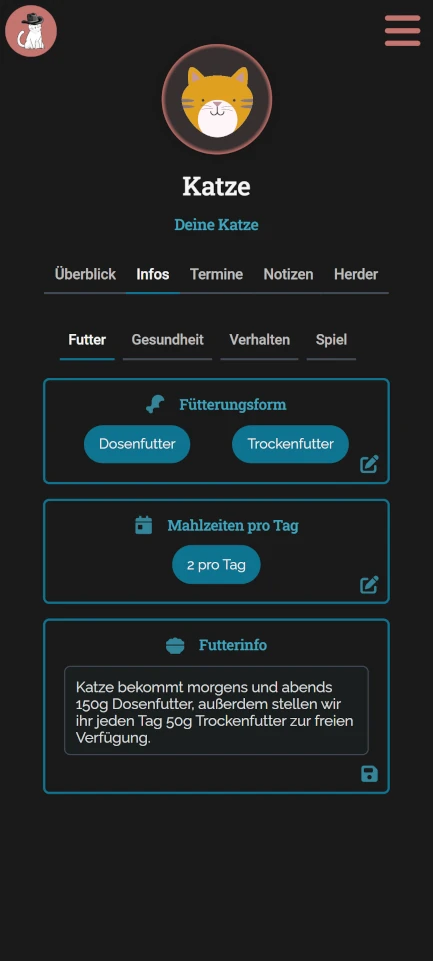 Katze
Deine Katze
Überblick Infos Termine Notizen Herder
Futter Gesundheit Verhalten Spiel
Fütterungsform
Dosenfutter Trockenfutter
Mahlzeiten pro Tag
2 pro Tag
Futterinfo
Katze bekommt morgens und abends
150g Dosenfutter, außerdem stellen wir
ihr jeden Tag 50g Trockenfutter zur freien
Verfügung.